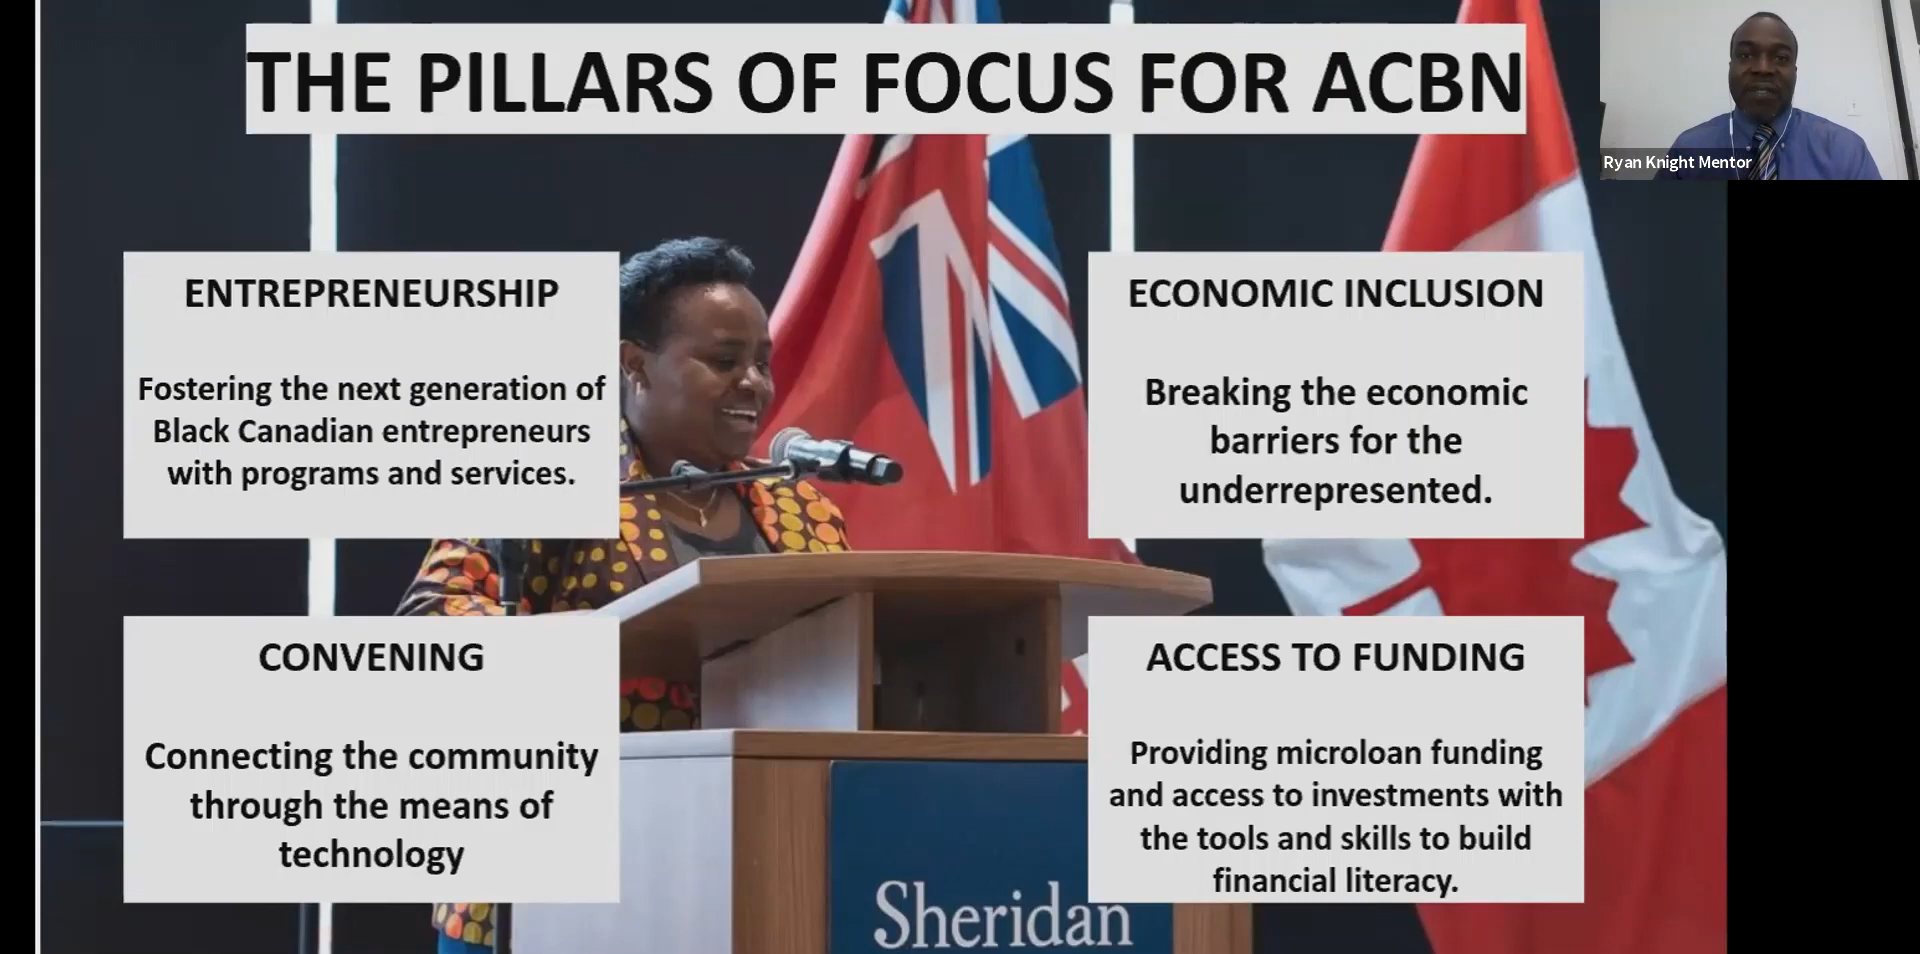 THE PILLARS OF FOCUS FOR ACBN
Ryan Knight Mentor
ENTREPRENEURSHIP
Fostering the next generation of
Black Canadian entrepreneurs
with programs and services.
ECONOMIC INCLUSION
Breaking the economic
barriers for the
underrepresented.
CONVENING
Connecting the community
through the means of
technology
ACCESS TO FUNDING
Providing microloan funding
and access to investments with
the tools and skills to build
financial literacy.
Sheridan